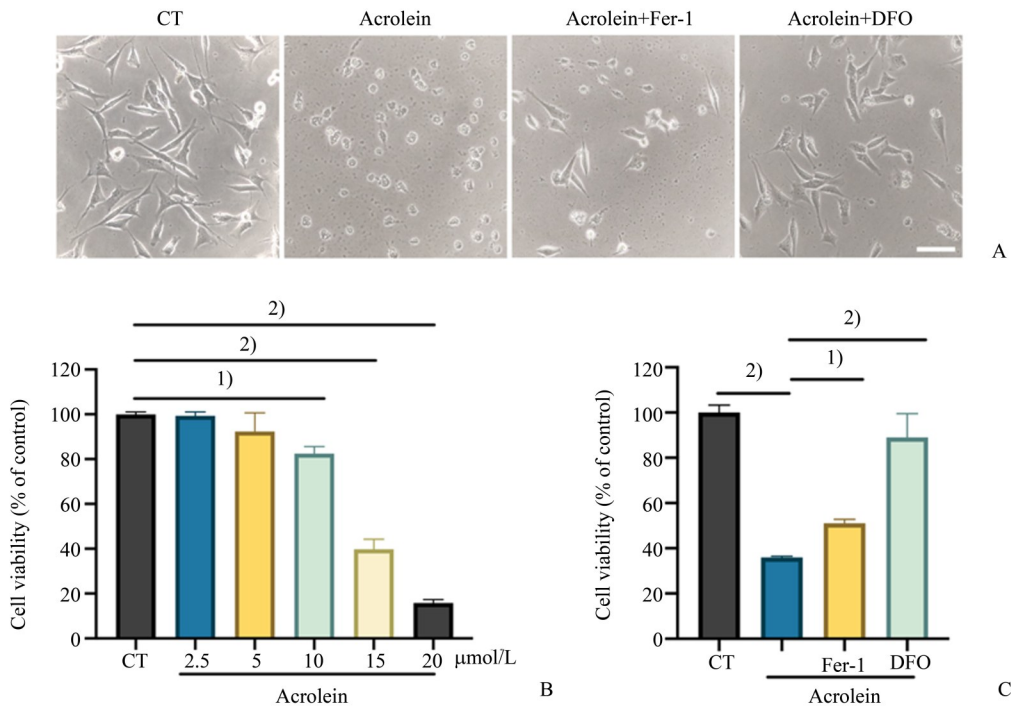 CT
Acrolein
Acrolein+Fer-1
Acrolein+DFO
A
2)
2)
1)
120
100
80
60
40
20
0
Cell viability (% of control)
CT
2.5
5
10
15
20
μmol/L
Acrolein
B
2)
1)
2)
120
100
80
60
40
20
0
Cell viability (% of control)
CT
Fer-1
DFO
Acrolein
C